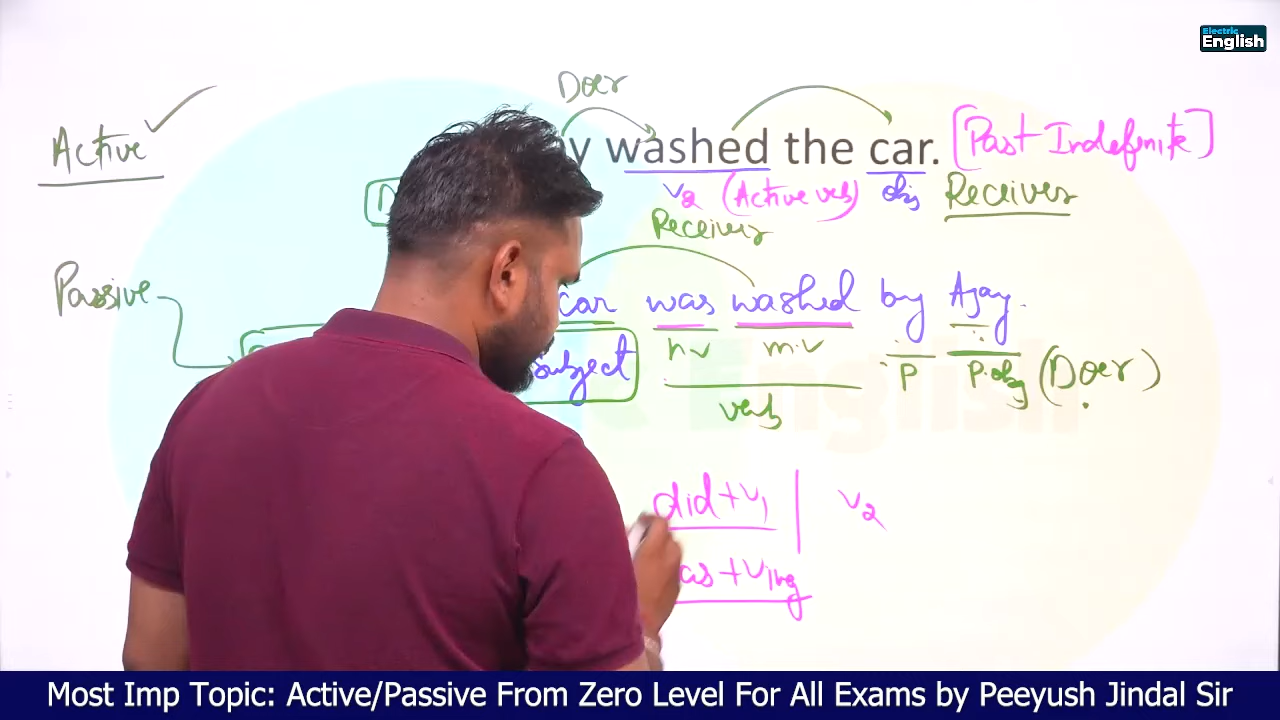 Electric
English
Doer
Active
y washed the car. [Past Indefinite]
V2 (Active verb) obj Receiver
Receiver
Passive
car was washed by Ajay.
Subject
hv m.v
P P.obj (Doer)
verb
did+V1 | V2
as + V1ing
Most Imp Topic: Active/Passive From Zero Level For All Exams by Peeyush Jindal Sir